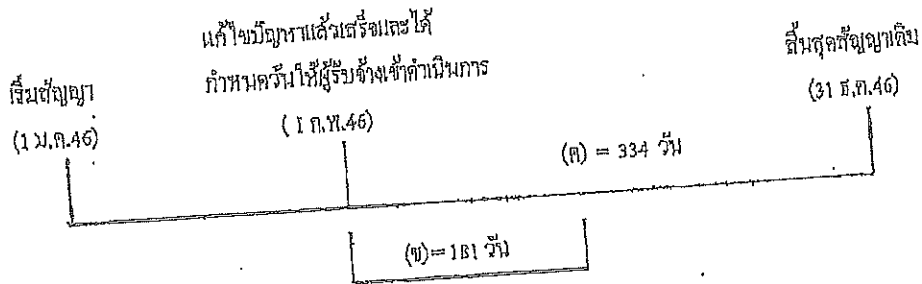 แก้ไขปัญหาแล้วเสร็จและได้
กำหนดวันให้ผู้รับจ้างเข้าดำเนินการ
(1 ก.พ.46)
เริ่มสัญญา
(1 ม.ค.46)
สิ้นสุดสัญญาเดิม
(31 ธ.ค.46)
(ค) = 334 วัน
(ข)=181 วัน